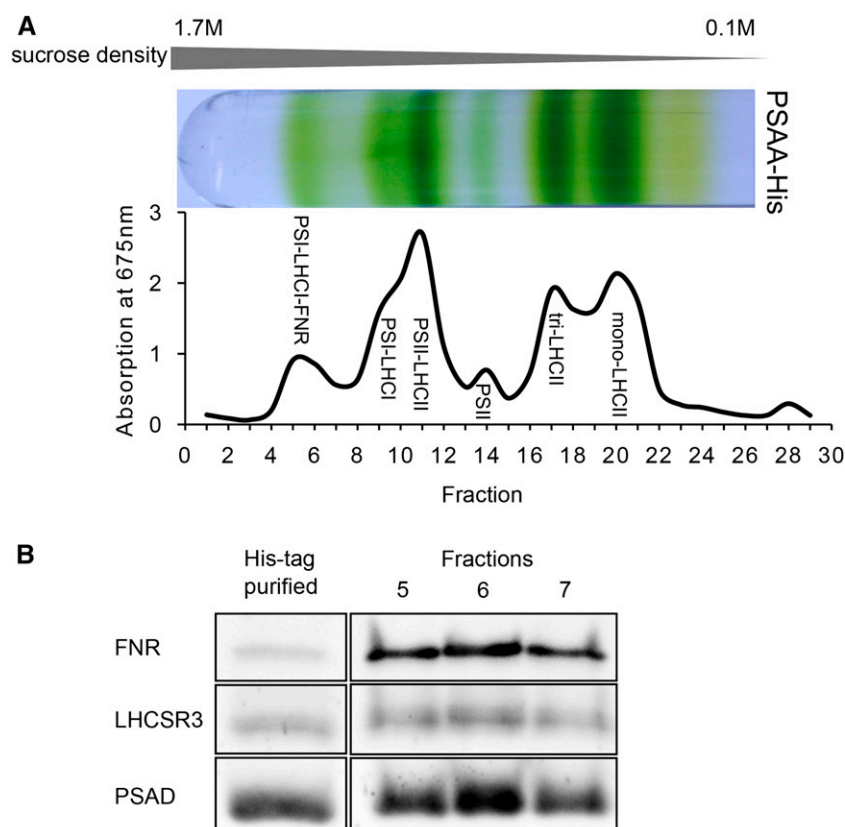 A
1.7M 0.1M
sucrose density
PSAA-His
3
2
1
0
Absorption at 675nm
PSI-LHCI-FNR
PSI-LHCI
PSII-LHCII
PSII
tri-LHCII
mono-LHCII
0 2 4 6 8 10 12 14 16 18 20 22 24 26 28 30
Fraction
B
His-tag
purified
Fractions
5 6 7
FNR
LHCSR3
PSAD